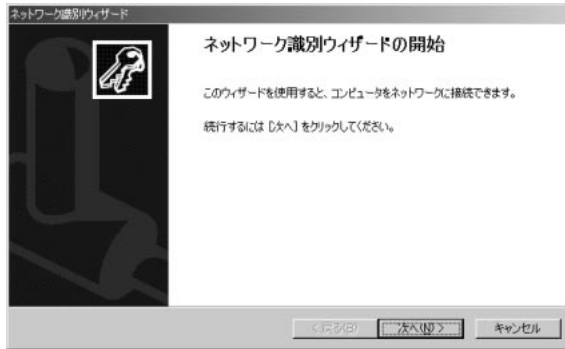 ネットワーク識別ウィザード
ネットワーク識別ウィザードの開始
このウィザードを使用すると、コンピュータをネットワークに接続できます。
続行するには [次へ] をクリックしてください。
< 戻る(B)
次へ(N) >
キャンセル